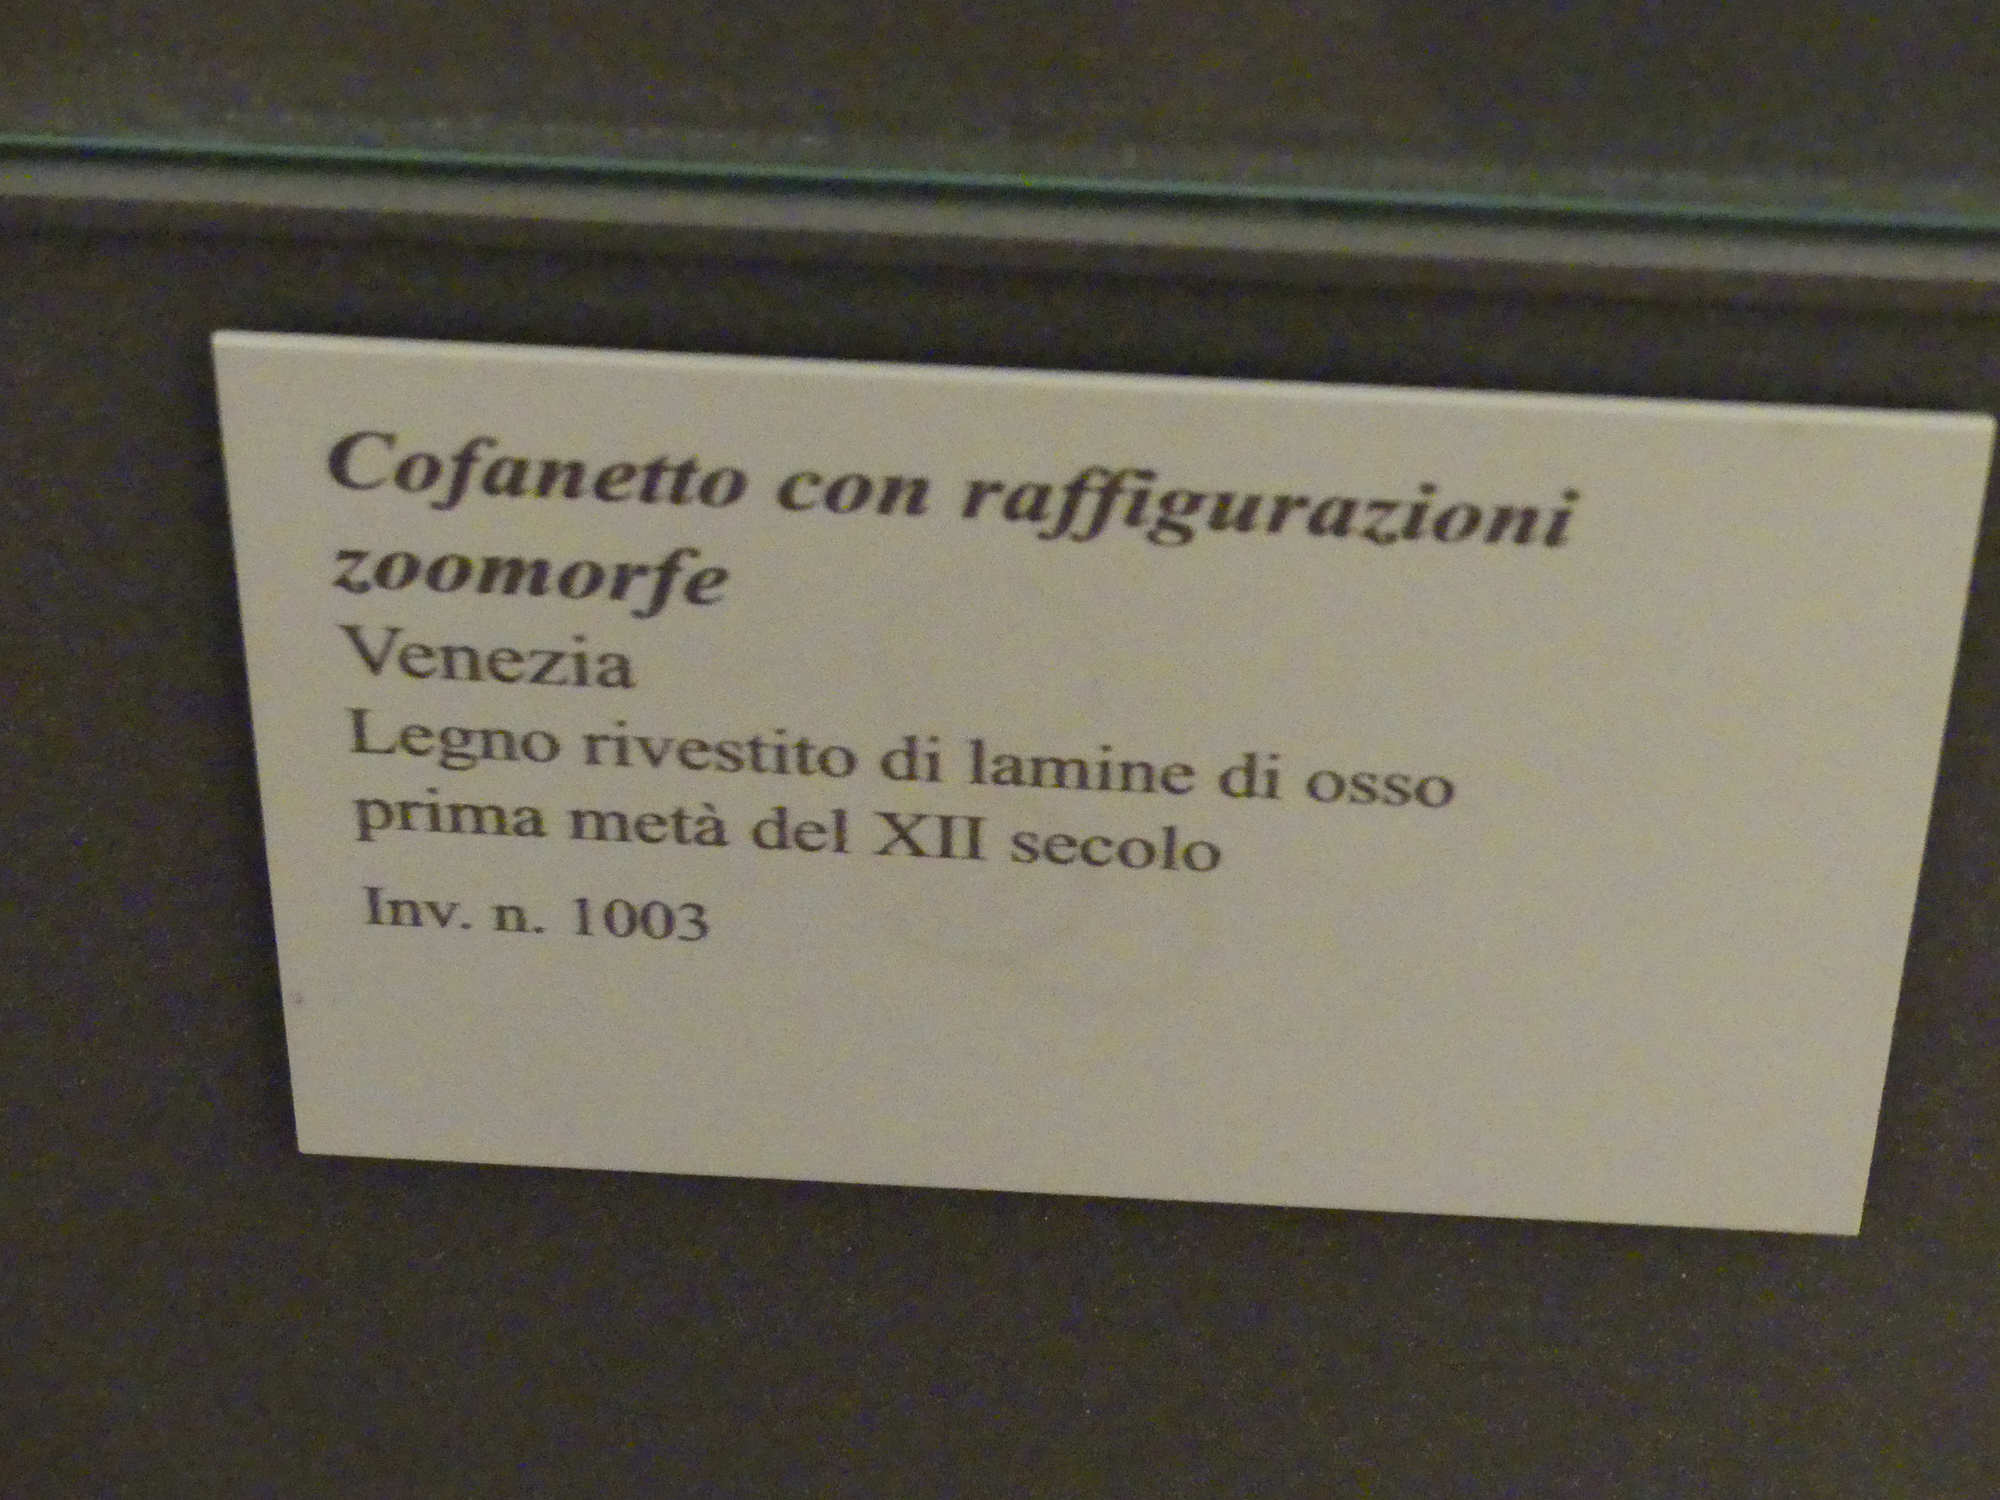 Cofanetto con raffigurazioni
zoomorfe
Venezia
Legno rivestito di lamine di osso
prima metà del XII secolo
Inv. n. 1003